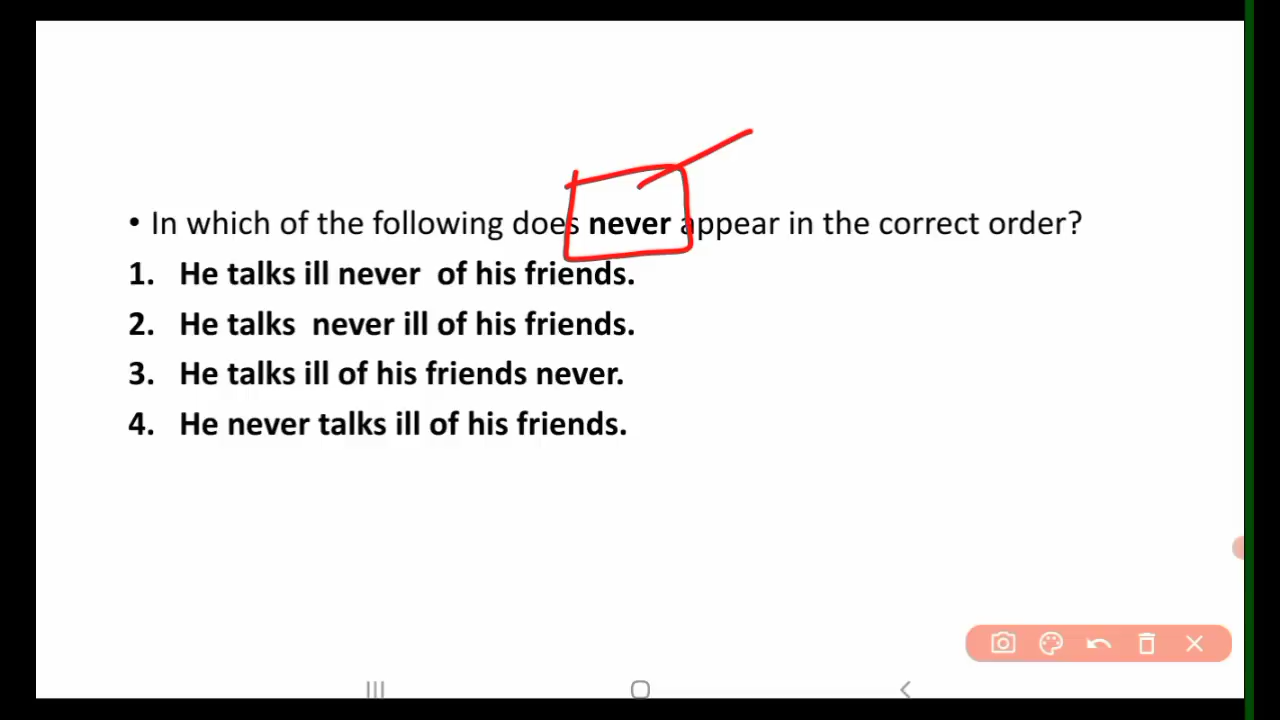 • In which of the following does never appear in the correct order?
1. He talks ill never of his friends.
2. He talks never ill of his friends.
3. He talks ill of his friends never.
4. He never talks ill of his friends.